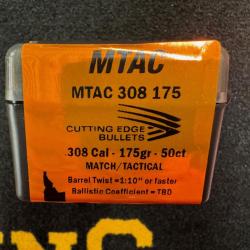 MTAC
MTAC 308 175
CUTTING EDGE
BULLETS
.308 Cal - 175gr - 50ct
MATCH/TACTICAL
Barrel Twist = 1:10" or faster
Ballistic Coefficient = TBD